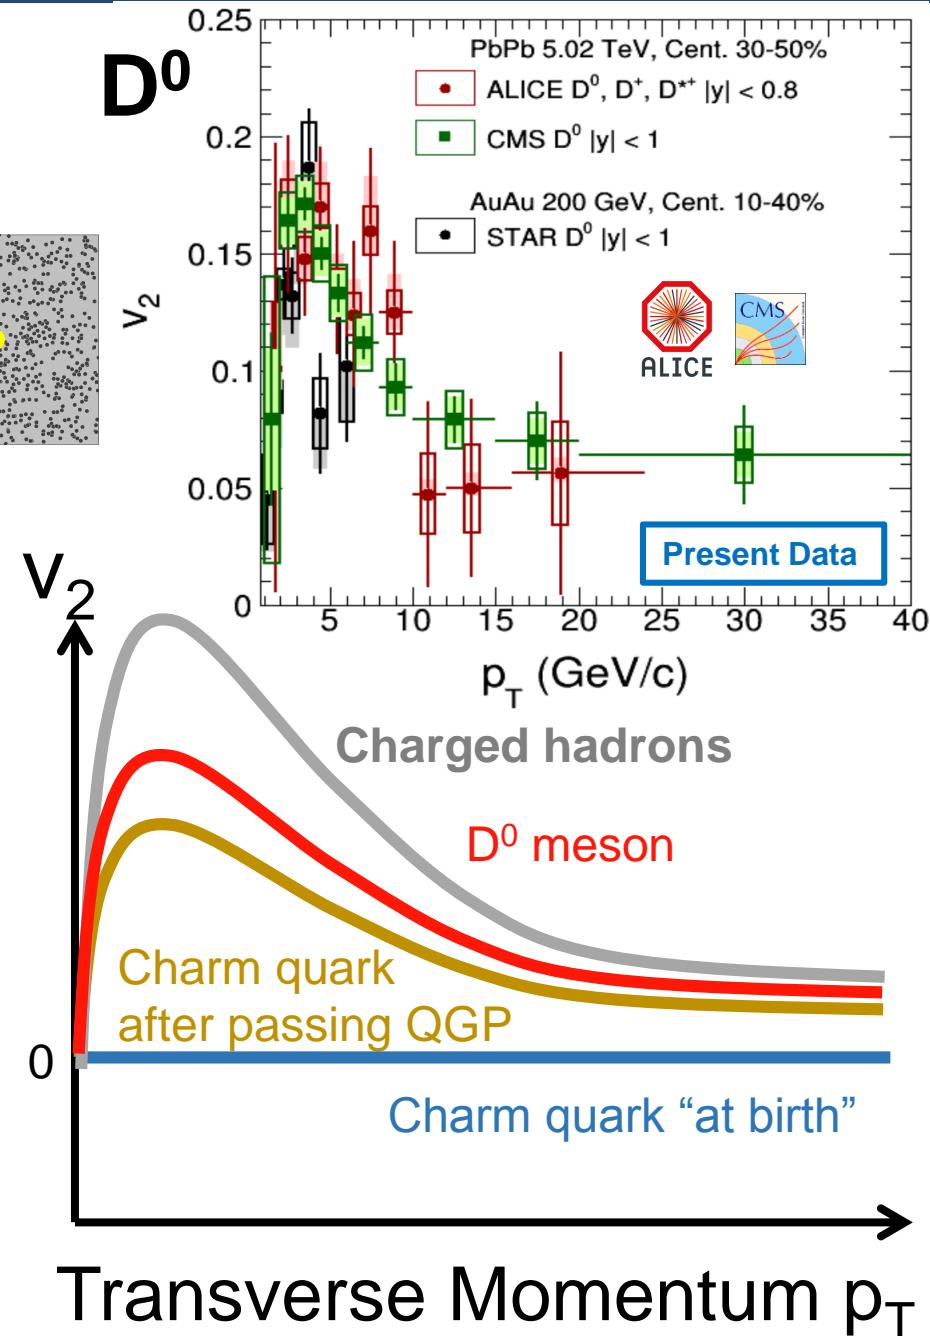 D⁰
PbPb 5.02 TeV, Cent. 30-50%
ALICE D⁰, D⁺, D*⁺ |y| < 0.8
CMS D⁰ |y| < 1
AuAu 200 GeV, Cent. 10-40%
STAR D⁰ |y| < 1
ALICE
CMS
Present Data
v₂
0.25
0.2
0.15
0.1
0.05
0
5 10 15 20 25 30 35 40
p_T (GeV/c)
v₂
Charged hadrons
D⁰ meson
Charm quark
after passing QGP
0
Charm quark “at birth”
Transverse Momentum p_T